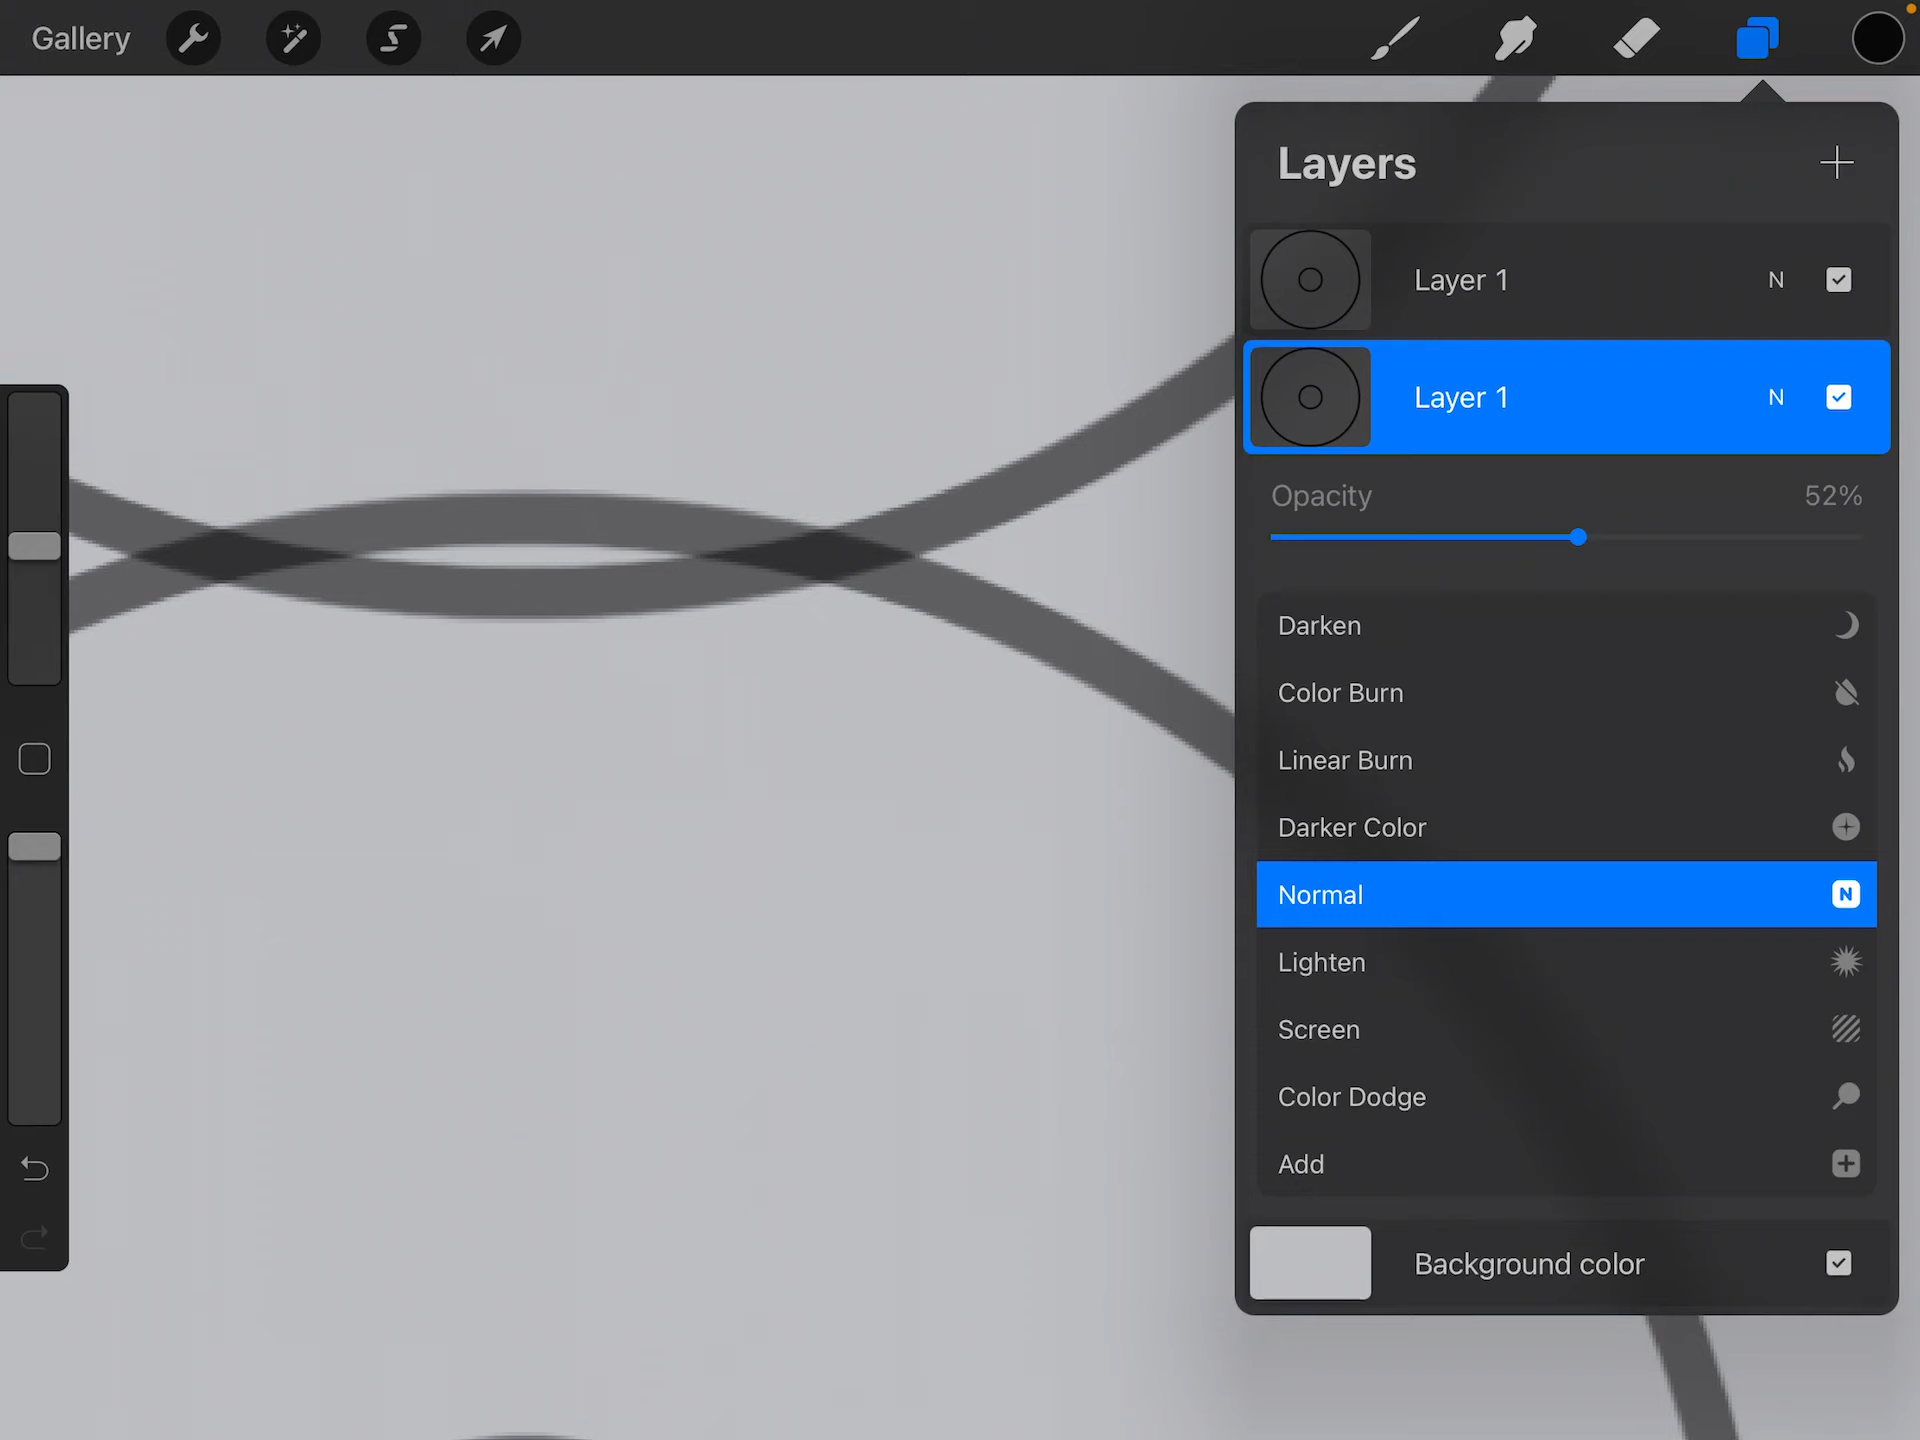 Gallery
Layers
Layer 1 N
Layer 1 N
Opacity 52%
Darken
Color Burn
Linear Burn
Darker Color
Normal N
Lighten
Screen
Color Dodge
Add
Background color